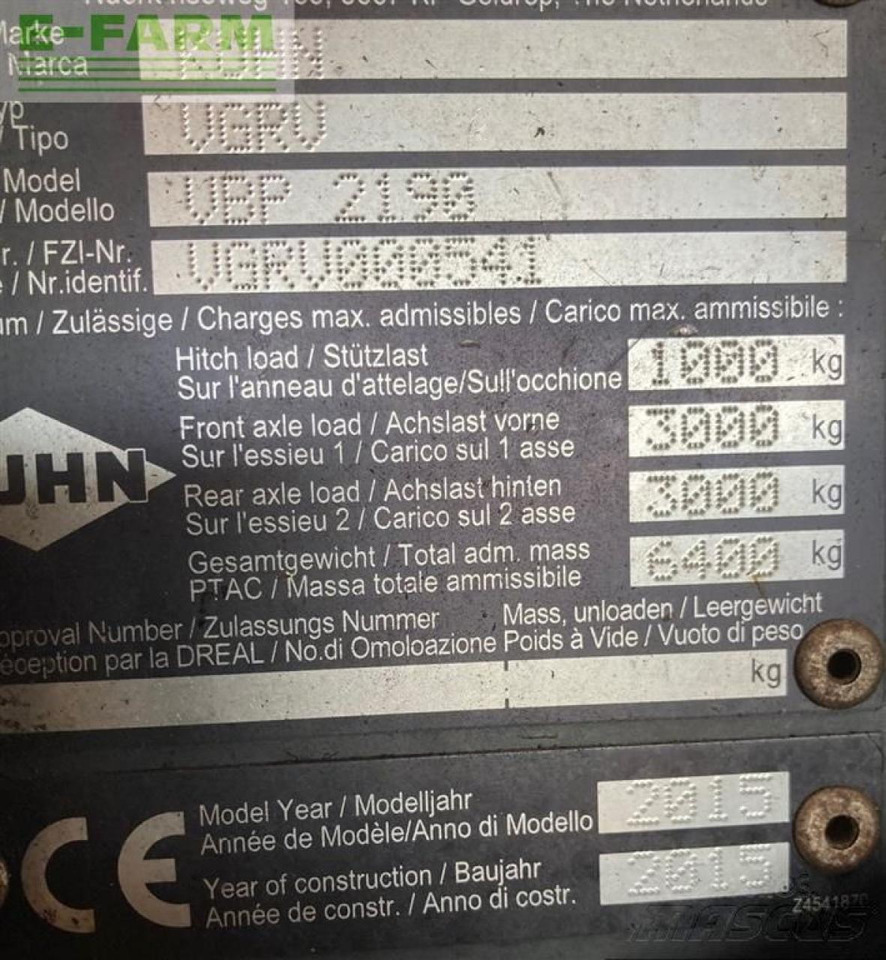 E-FARM
Marke
Marca KUHN
/ Tipo VGRV
Model
/ Modello VBP 2190
r. / FZI-Nr.
/ Nr.identif. VGRV000541
um / Zulässige / Charges max. admissibles / Carico max. ammissibile :
Hitch load / Stützlast
Sur l'anneau d'attelage/Sull'occhione 1000 kg
Front axle load / Achslast vorne
Sur l'essieu 1 / Carico sul 1 asse 3000 kg
UHN
Rear axle load / Achslast hinten
Sur l'essieu 2 / Carico sul 2 asse 3000 kg
Gesamtgewicht / Total adm. mass
PTAC / Massa totale ammissibile 6400 kg
pproval Number / Zulassungs Nummer Mass, unloaden / Leergewicht
éception par la DREAL / No.di Omoloazione Poids à Vide / Vuoto di peso
kg
CE
Model Year / Modelljahr
Année de Modèle/Anno di Modello 2015
Year of construction / Baujahr
Année de constr. / Anno di costr. 2015
Z4541870
MASCUS